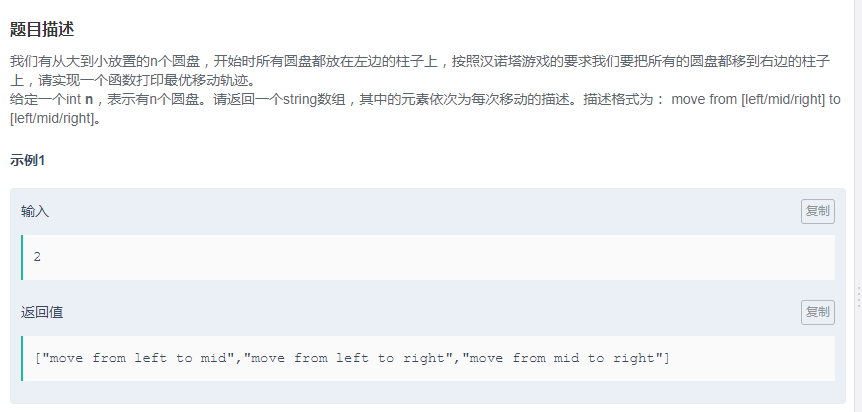 题目描述
我们有从大到小放置的n个圆盘，开始时所有圆盘都放在左边的柱子上，按照汉诺塔游戏的要求我们要把所有的圆盘都移到右边的柱子
上，请实现一个函数打印最优移动轨迹。
给定一个int n，表示有n个圆盘。请返回一个string数组，其中的元素依次为每次移动的描述。描述格式为： move from [left/mid/right] to
[left/mid/right]。
示例1
输入
复制
2
返回值
复制
["move from left to mid","move from left to right","move from mid to right"]